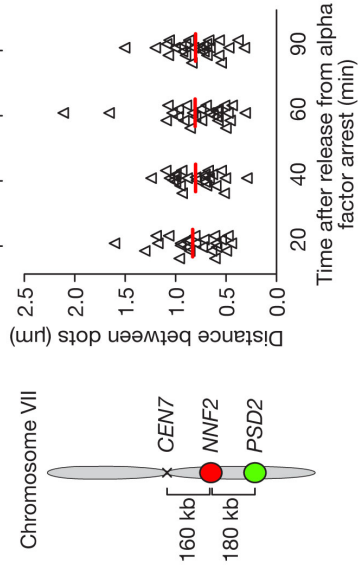 Chromosome VII
CEN7
NNF2
PSD2
160 kb
180 kb
Distance between dots (µm)
2.5
2.0
1.5
1.0
0.5
0.0
20
40
60
90
Time after release from alpha
factor arrest (min)